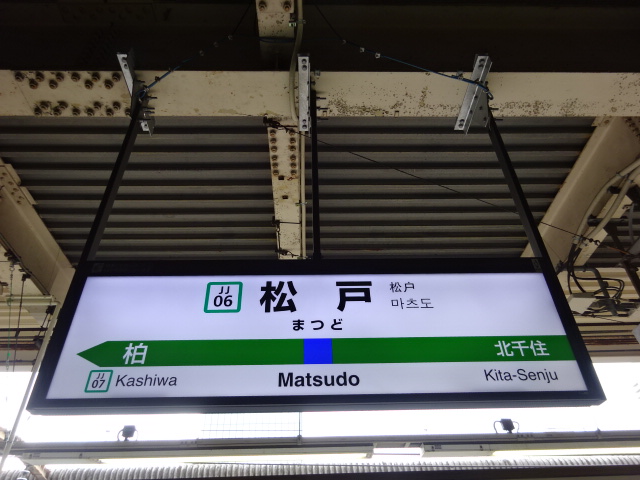 JJ
06
松戸
松户
마츠도
まつど
柏
北千住
JJ
07
Kashiwa
Matsudo
Kita-Senju